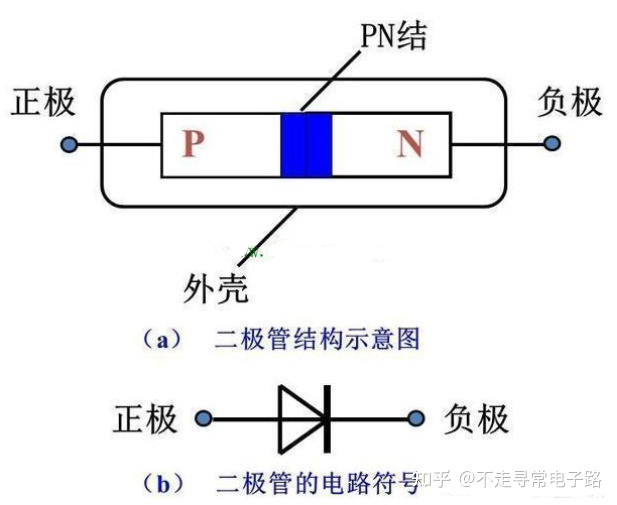 PN结
正极
负极
P
N
外壳
(a) 二极管结构示意图
正极
负极
(b) 二极管的电路符号
知乎 @不走寻常电子路